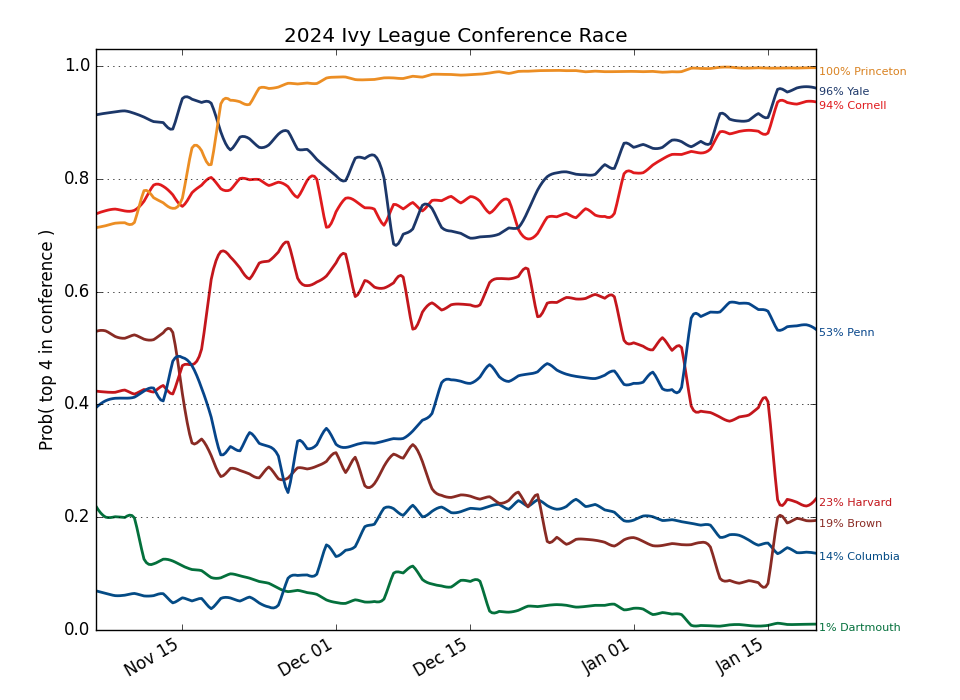 2024 Ivy League Conference Race
Prob( top 4 in conference )
1.0
0.8
0.6
0.4
0.2
0.0
Nov 15
Dec 01
Dec 15
Jan 01
Jan 15
100% Princeton
96% Yale
94% Cornell
53% Penn
23% Harvard
19% Brown
14% Columbia
1% Dartmouth